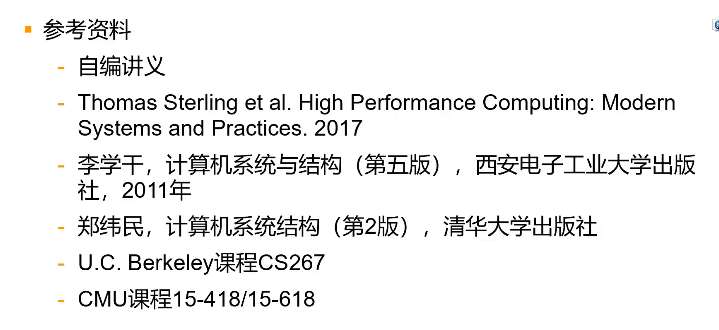 参考资料
- 自编讲义
- Thomas Sterling et al. High Performance Computing: Modern
Systems and Practices. 2017
- 李学干，计算机系统与结构（第五版），西安电子工业大学出版
社，2011年
- 郑纬民，计算机系统结构（第2版），清华大学出版社
- U.C. Berkeley课程CS267
- CMU课程15-418/15-618